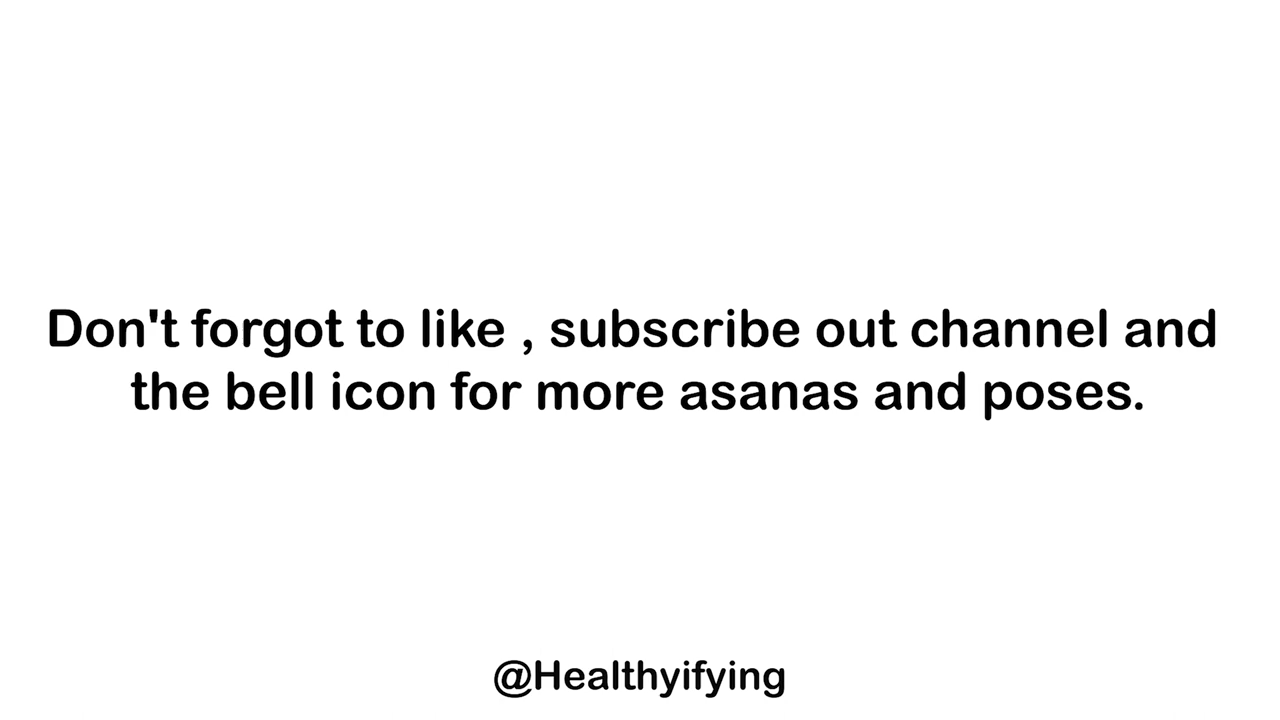 Don't forgot to like , subscribe out channel and
the bell icon for more asanas and poses.
@Healthyifying